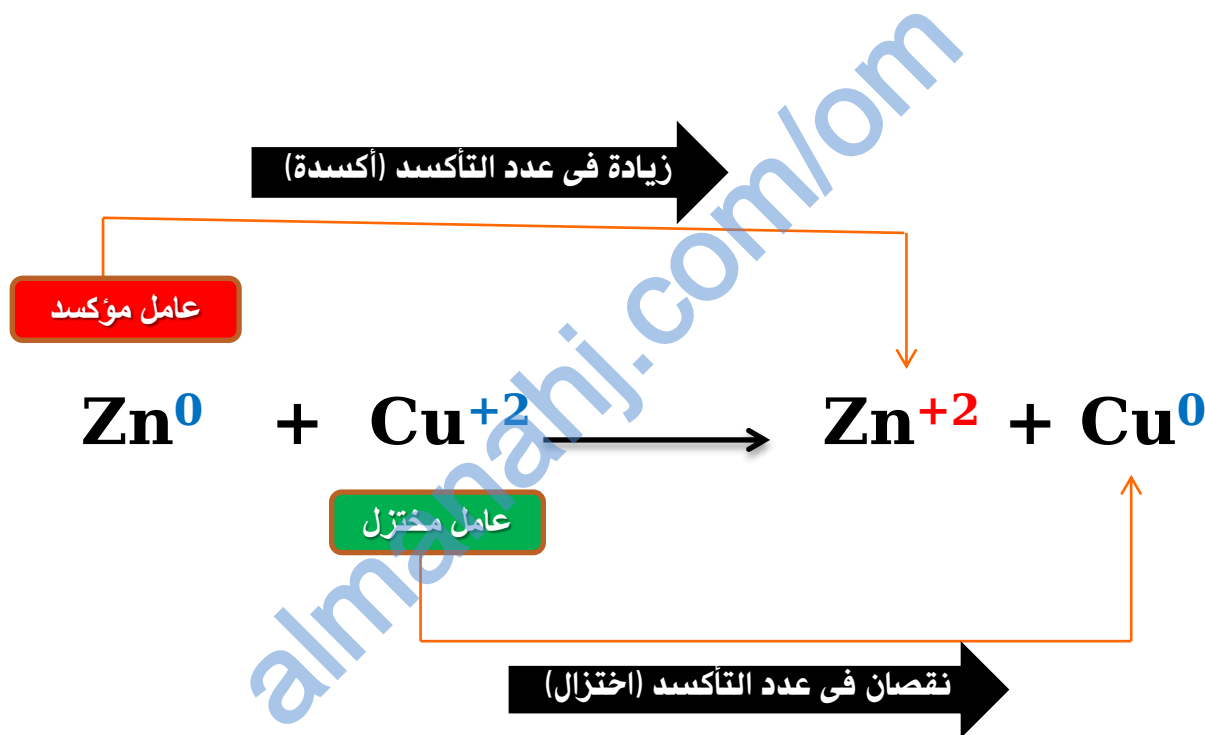 زيادة فى عدد التأكسد (أكسدة)
عامل مؤكسد
Zn⁰ + Cu⁺² Zn⁺² + Cu⁰
عامل مختزل
نقصان فى عدد التأكسد (اختزال)
almanahj.com/om